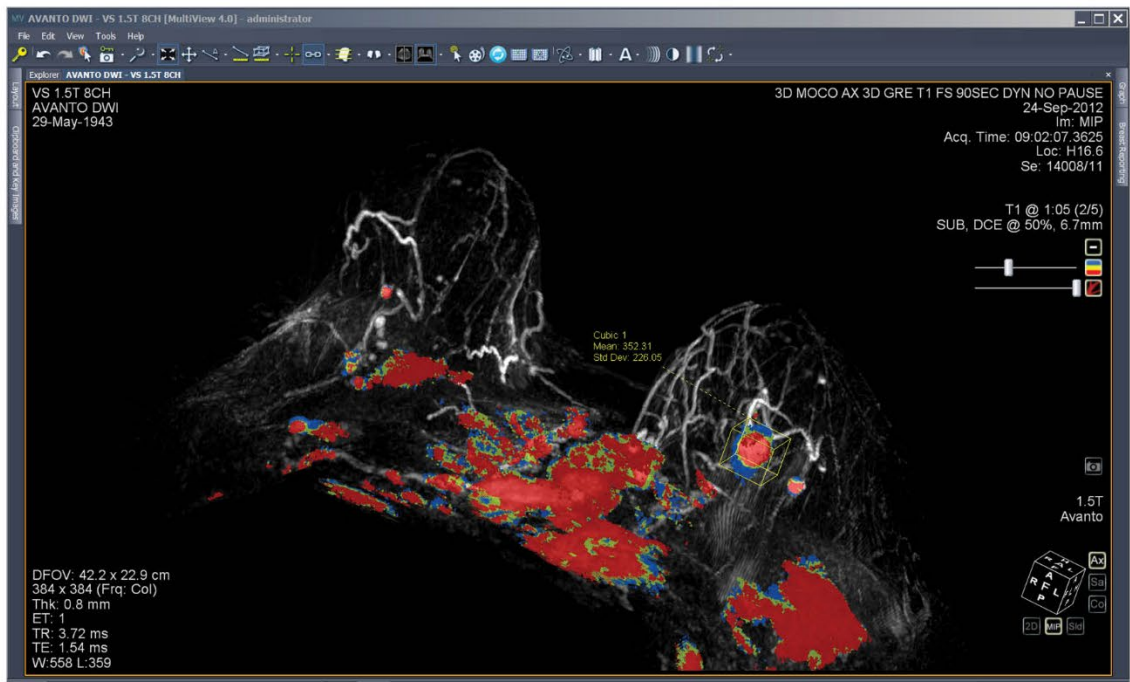 MV AVANTO DWI - VS 1.5T 8CH [MultiView 4.0] - administrator
File Edit View Tools Help
Explorer AVANTO DWI - VS 1.5T 8CH
Layout
Clipboard and Key Images
Graph
Breast Reporting
VS 1.5T 8CH
AVANTO DWI
29-May-1943
3D MOCO AX 3D GRE T1 FS 90SEC DYN NO PAUSE
24-Sep-2012
Im: MIP
Acq. Time: 09:02:07.3625
Loc: H16.6
Se: 14008/11
T1 @ 1:05 (2/5)
SUB, DCE @ 50%, 6.7mm
Cubic 1
Mean: 352.31
Std Dev: 226.05
1.5T
Avanto
A
R F L
P
Ax
Sa
Co
2D MIP Sld
DFOV: 42.2 x 22.9 cm
384 x 384 (Frq: Col)
Thk: 0.8 mm
ET: 1
TR: 3.72 ms
TE: 1.54 ms
W:558 L:359